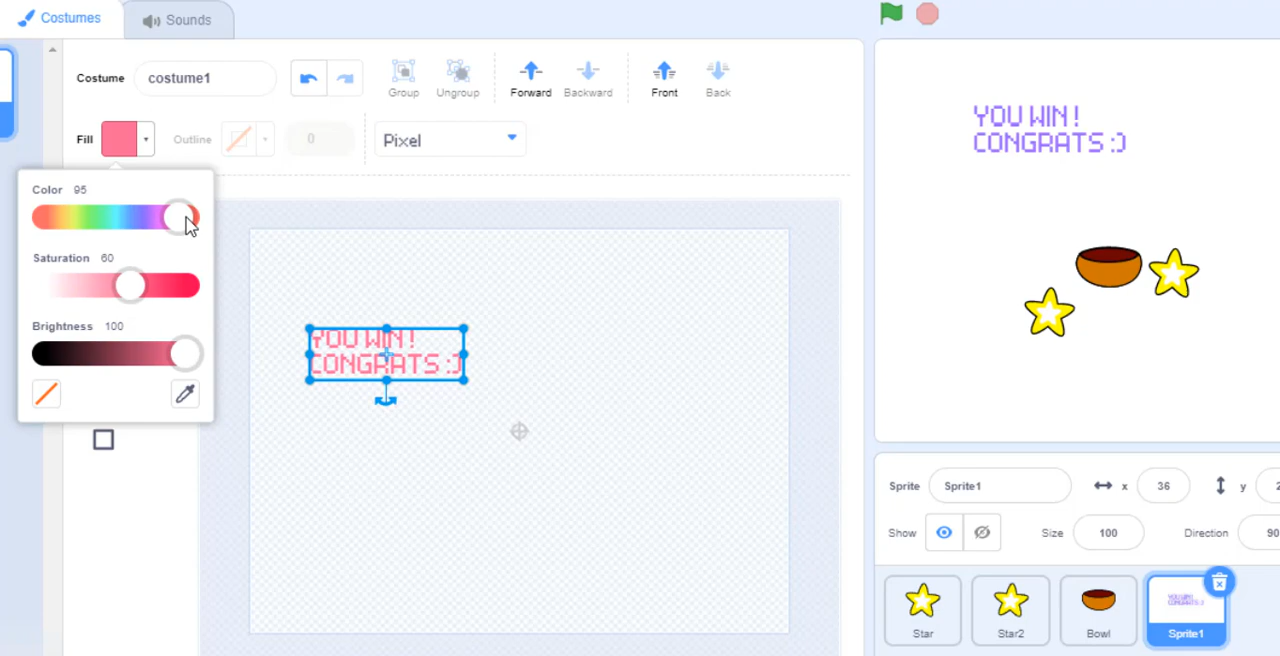 Costumes Sounds
Costume costume1 Group Ungroup Forward Backward Front Back
Fill Outline 0 Pixel
Color 95
Saturation 60
Brightness 100
YOU WIN !
CONGRATS :)
YOU WIN !
CONGRATS :)
Sprite Sprite1 x 36 y
Show Size 100 Direction 90
Star Star2 Bowl Sprite1